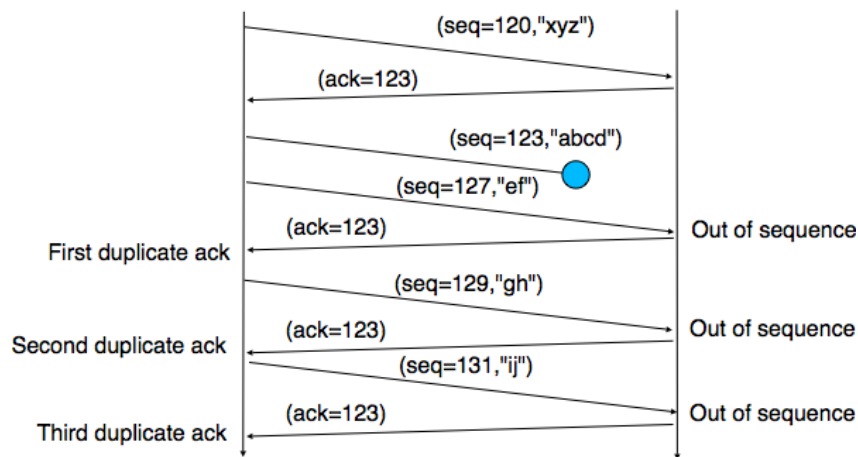 (seq=120,"xyz")
(ack=123)
(seq=123,"abcd")
(seq=127,"ef")
(ack=123)
Out of sequence
First duplicate ack
(seq=129,"gh")
(ack=123)
Out of sequence
Second duplicate ack
(seq=131,"ij")
(ack=123)
Out of sequence
Third duplicate ack